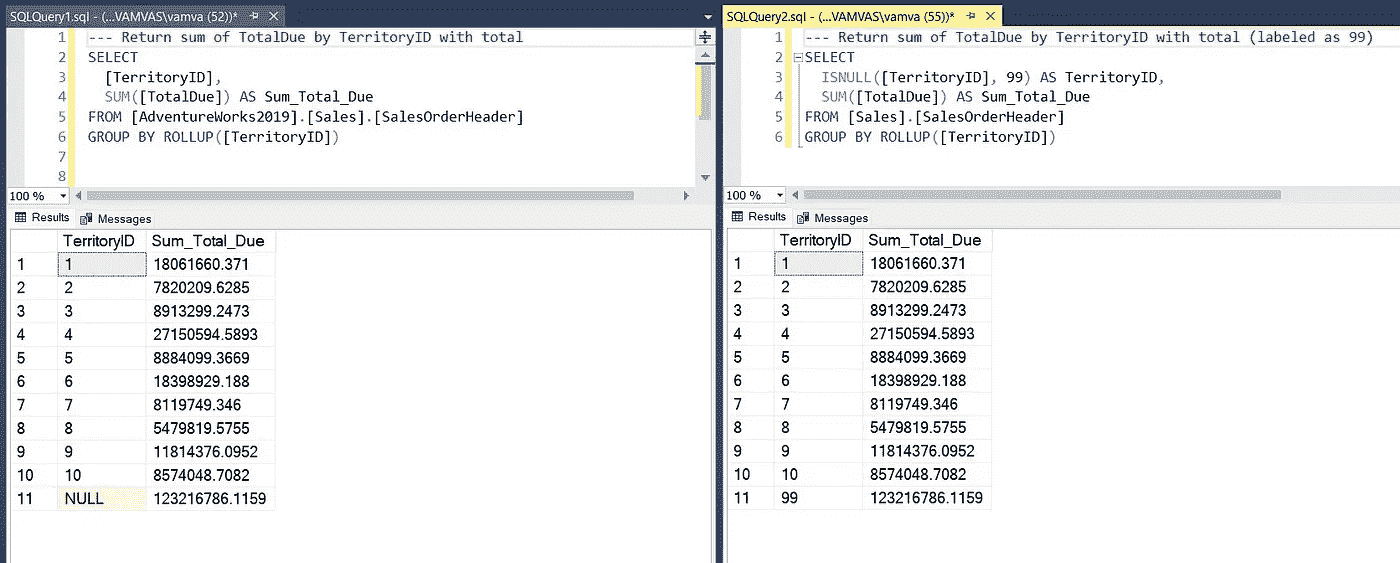 SQLQuery1.sql - (...VAMVAS\vamva (52))*
1 --- Return sum of TotalDue by TerritoryID with total
2 SELECT
3 [TerritoryID],
4 SUM([TotalDue]) AS Sum_Total_Due
5 FROM [AdventureWorks2019].[Sales].[SalesOrderHeader]
6 GROUP BY ROLLUP([TerritoryID])
7
8
100 %
Results Messages
TerritoryID Sum_Total_Due
1 1 18061660.371
2 2 7820209.6285
3 3 8913299.2473
4 4 27150594.5893
5 5 8884099.3669
6 6 18398929.188
7 7 8119749.346
8 8 5479819.5755
9 9 11814376.0952
10 10 8574048.7082
11 NULL 123216786.1159
SQLQuery2.sql - (...VAMVAS\vamva (55))*
1 --- Return sum of TotalDue by TerritoryID with total (labeled as 99)
2 SELECT
3 ISNULL([TerritoryID], 99) AS TerritoryID,
4 SUM([TotalDue]) AS Sum_Total_Due
5 FROM [Sales].[SalesOrderHeader]
6 GROUP BY ROLLUP([TerritoryID])
100 %
Results Messages
TerritoryID Sum_Total_Due
1 1 18061660.371
2 2 7820209.6285
3 3 8913299.2473
4 4 27150594.5893
5 5 8884099.3669
6 6 18398929.188
7 7 8119749.346
8 8 5479819.5755
9 9 11814376.0952
10 10 8574048.7082
11 99 123216786.1159